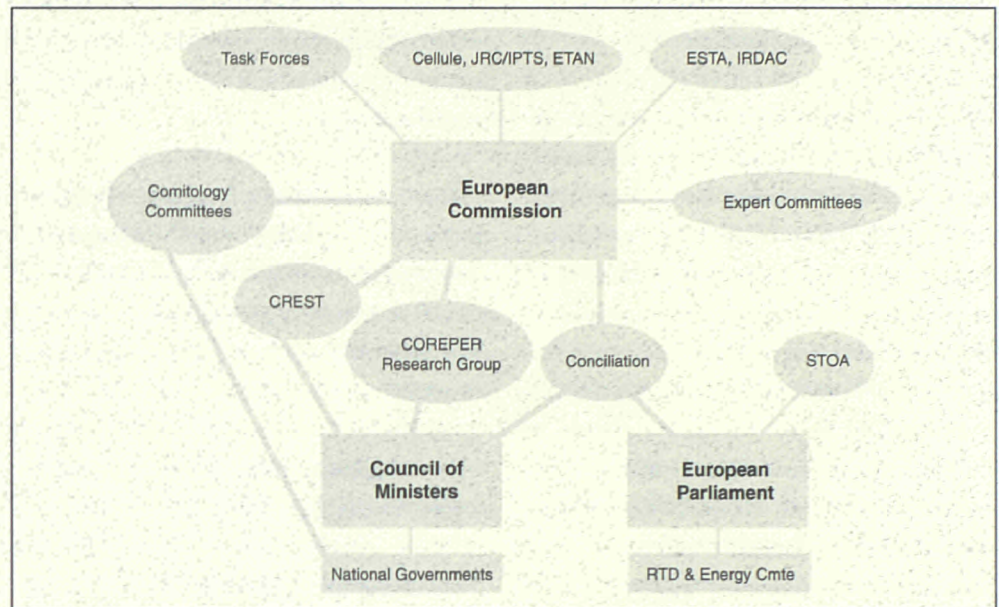 Task Forces
Cellule, JRC/IPTS, ETAN
ESTA, IRDAC
Comitology
Committees
European
Commission
Expert Committees
CREST
COREPER
Research Group
Conciliation
STOA
Council of
Ministers
European
Parliament
National Governments
RTD & Energy Cmte